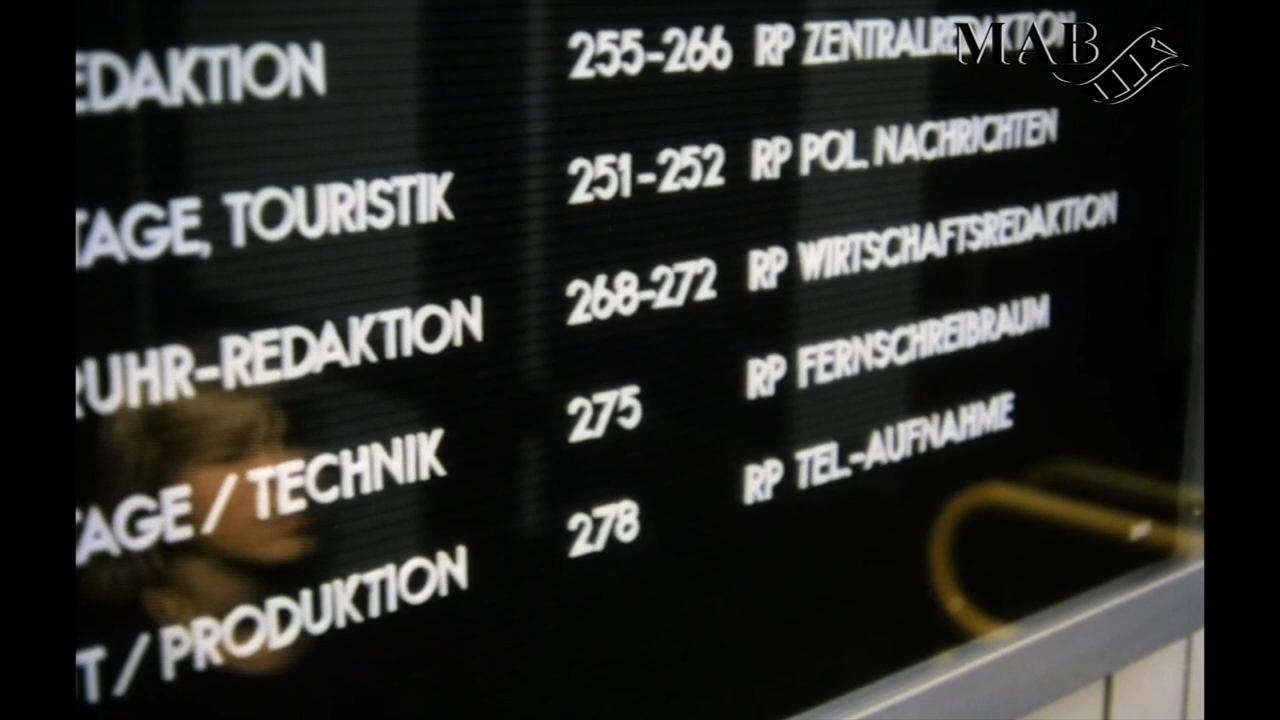 EDAKTION
TAGE, TOURISTIK
RUHR-REDAKTION
TAGE / TECHNIK
T / PRODUKTION
255-266 RP ZENTRALREDAKTION
251-252 RP POL. NACHRICHTEN
268-272 RP WIRTSCHAFTSREDAKTION
275 RP FERNSCHREIBRAUM
278 RP TEL.-AUFNAHME
MAB